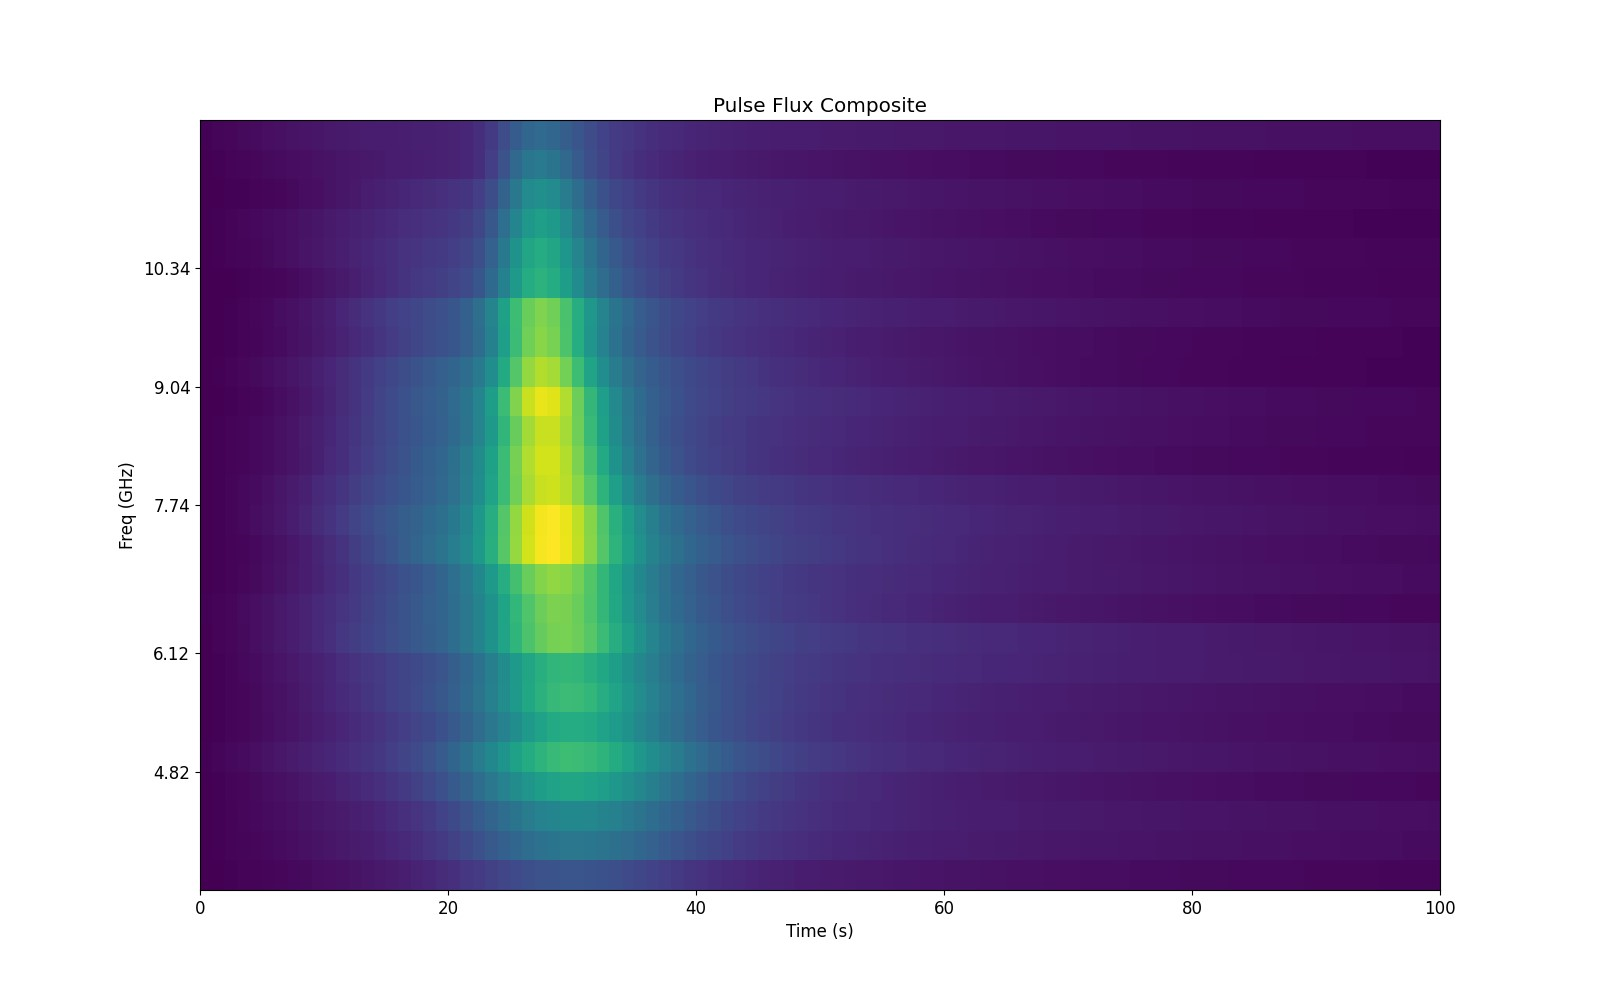 Pulse Flux Composite
10.34
9.04
7.74
6.12
4.82
Freq (GHz)
0 20 40 60 80 100
Time (s)